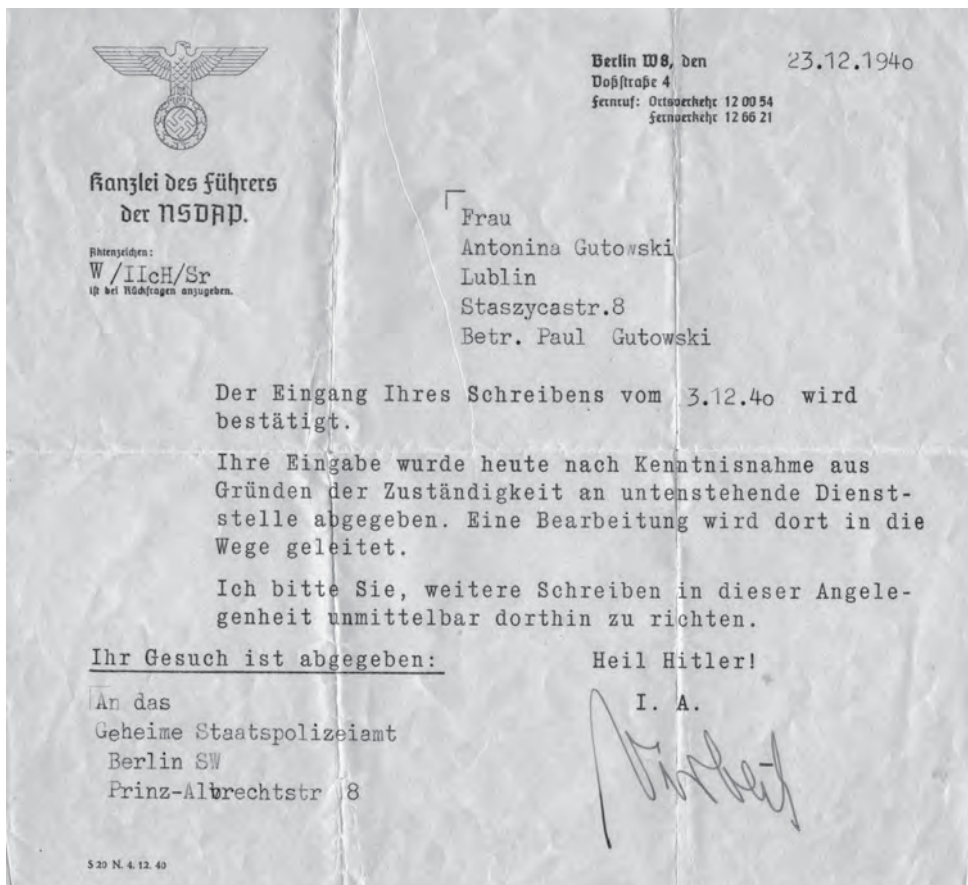 Berlin W 8, den 23.12.1940
Voßstraße 4
Fernruf: Ortsverkehr 12 00 54
Fernverkehr 12 66 21
Kanzlei des Führers
der NSDAP.
Aktenzeichen:
W/IIcH/Sr
ist bei Rückfragen anzugeben.
Frau
Antonina Gutowski
Lublin
Staszycastr.8
Betr. Paul Gutowski
Der Eingang Ihres Schreibens vom 3.12.40 wird
bestätigt.
Ihre Eingabe wurde heute nach Kenntnisnahme aus
Gründen der Zuständigkeit an untenstehende Dienst-
stelle abgegeben. Eine Bearbeitung wird dort in die
Wege geleitet.
Ich bitte Sie, weitere Schreiben in dieser Angele-
genheit unmittelbar dorthin zu richten.
Ihr Gesuch ist abgegeben:
Heil Hitler!
I. A.
An das
Geheime Staatspolizeiamt
Berlin SW
Prinz-Albrechtstr 8
S 20 N. 4. 12. 40